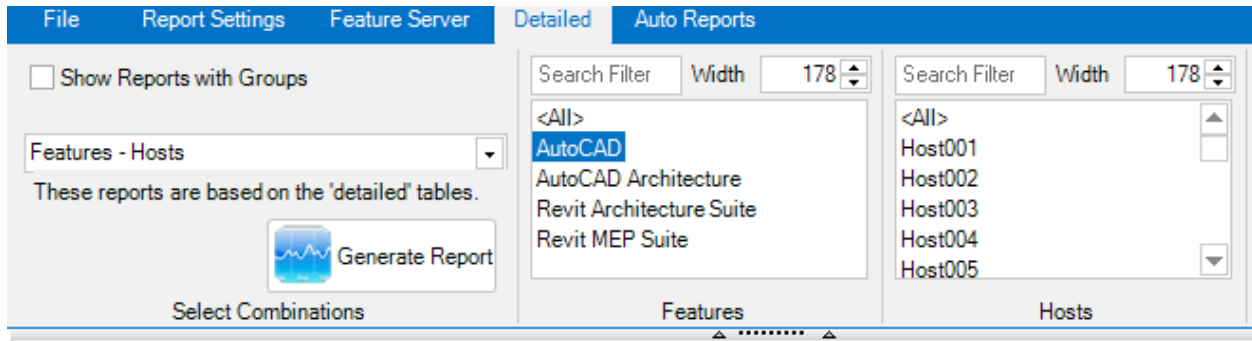 File Report Settings Feature Server Detailed Auto Reports
Show Reports with Groups
Features - Hosts
These reports are based on the 'detailed' tables.
Generate Report
Select Combinations
Search Filter Width 178
<All>
AutoCAD
AutoCAD Architecture
Revit Architecture Suite
Revit MEP Suite
Features
Search Filter Width 178
<All>
Host001
Host002
Host003
Host004
Host005
Hosts